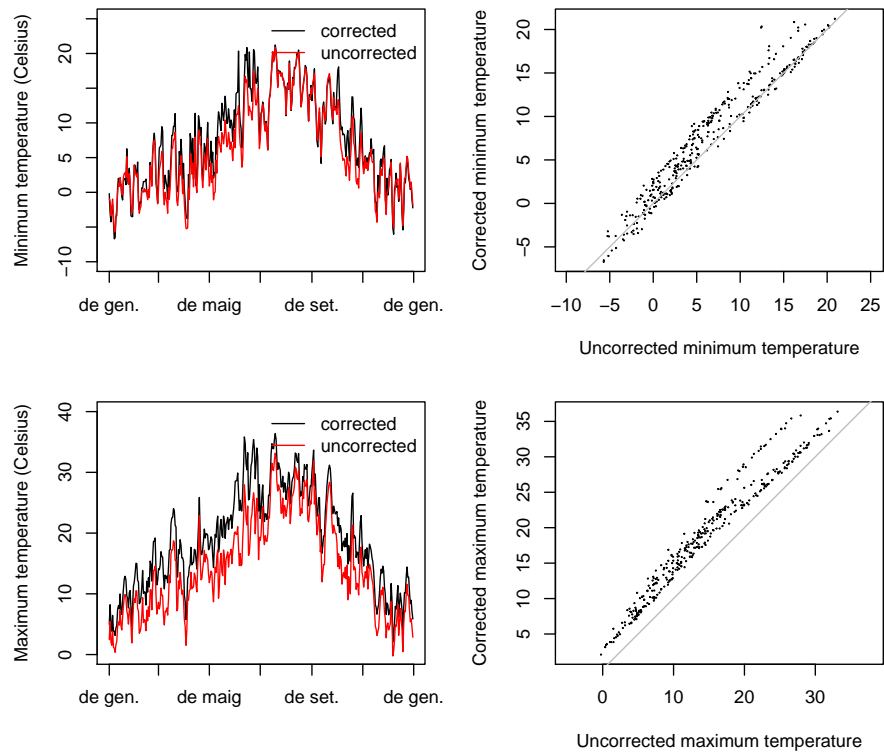 Minimum temperature (Celsius)
20
15
10
5
0
−5
−10
corrected
uncorrected
de gen.
de maig
de set.
de gen.
Corrected minimum temperature
20
15
10
5
0
−5
−10
−5
0
5
10
15
20
25
Uncorrected minimum temperature
Maximum temperature (Celsius)
40
30
20
10
0
corrected
uncorrected
de gen.
de maig
de set.
de gen.
Corrected maximum temperature
35
30
25
20
15
10
5
0
10
20
30
Uncorrected maximum temperature